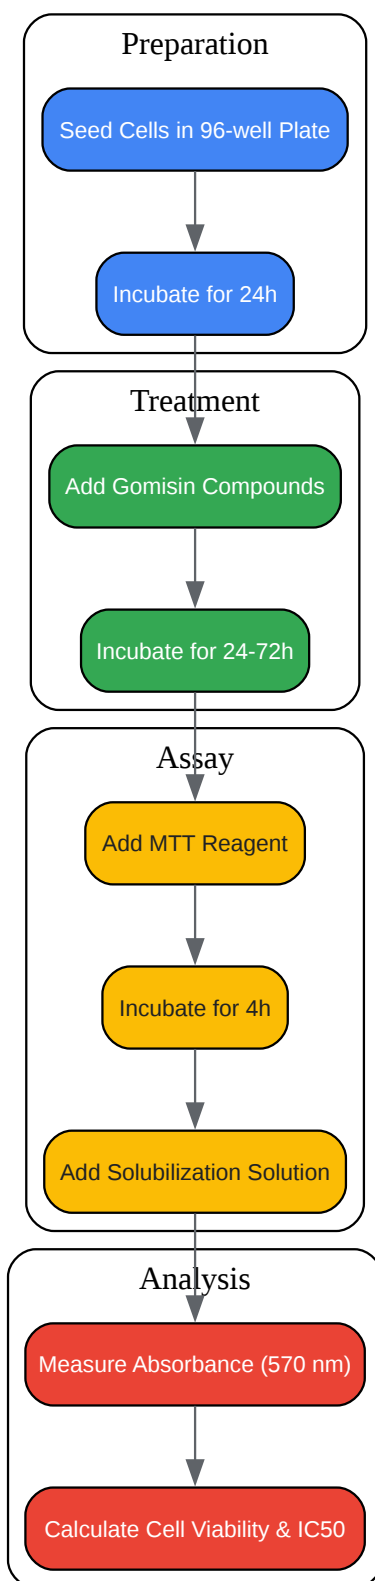 Preparation
Seed Cells in 96-well Plate
Incubate for 24h
Treatment
Add Gomisin Compounds
Incubate for 24-72h
Assay
Add MTT Reagent
Incubate for 4h
Add Solubilization Solution
Analysis
Measure Absorbance (570 nm)
Calculate Cell Viability & IC50